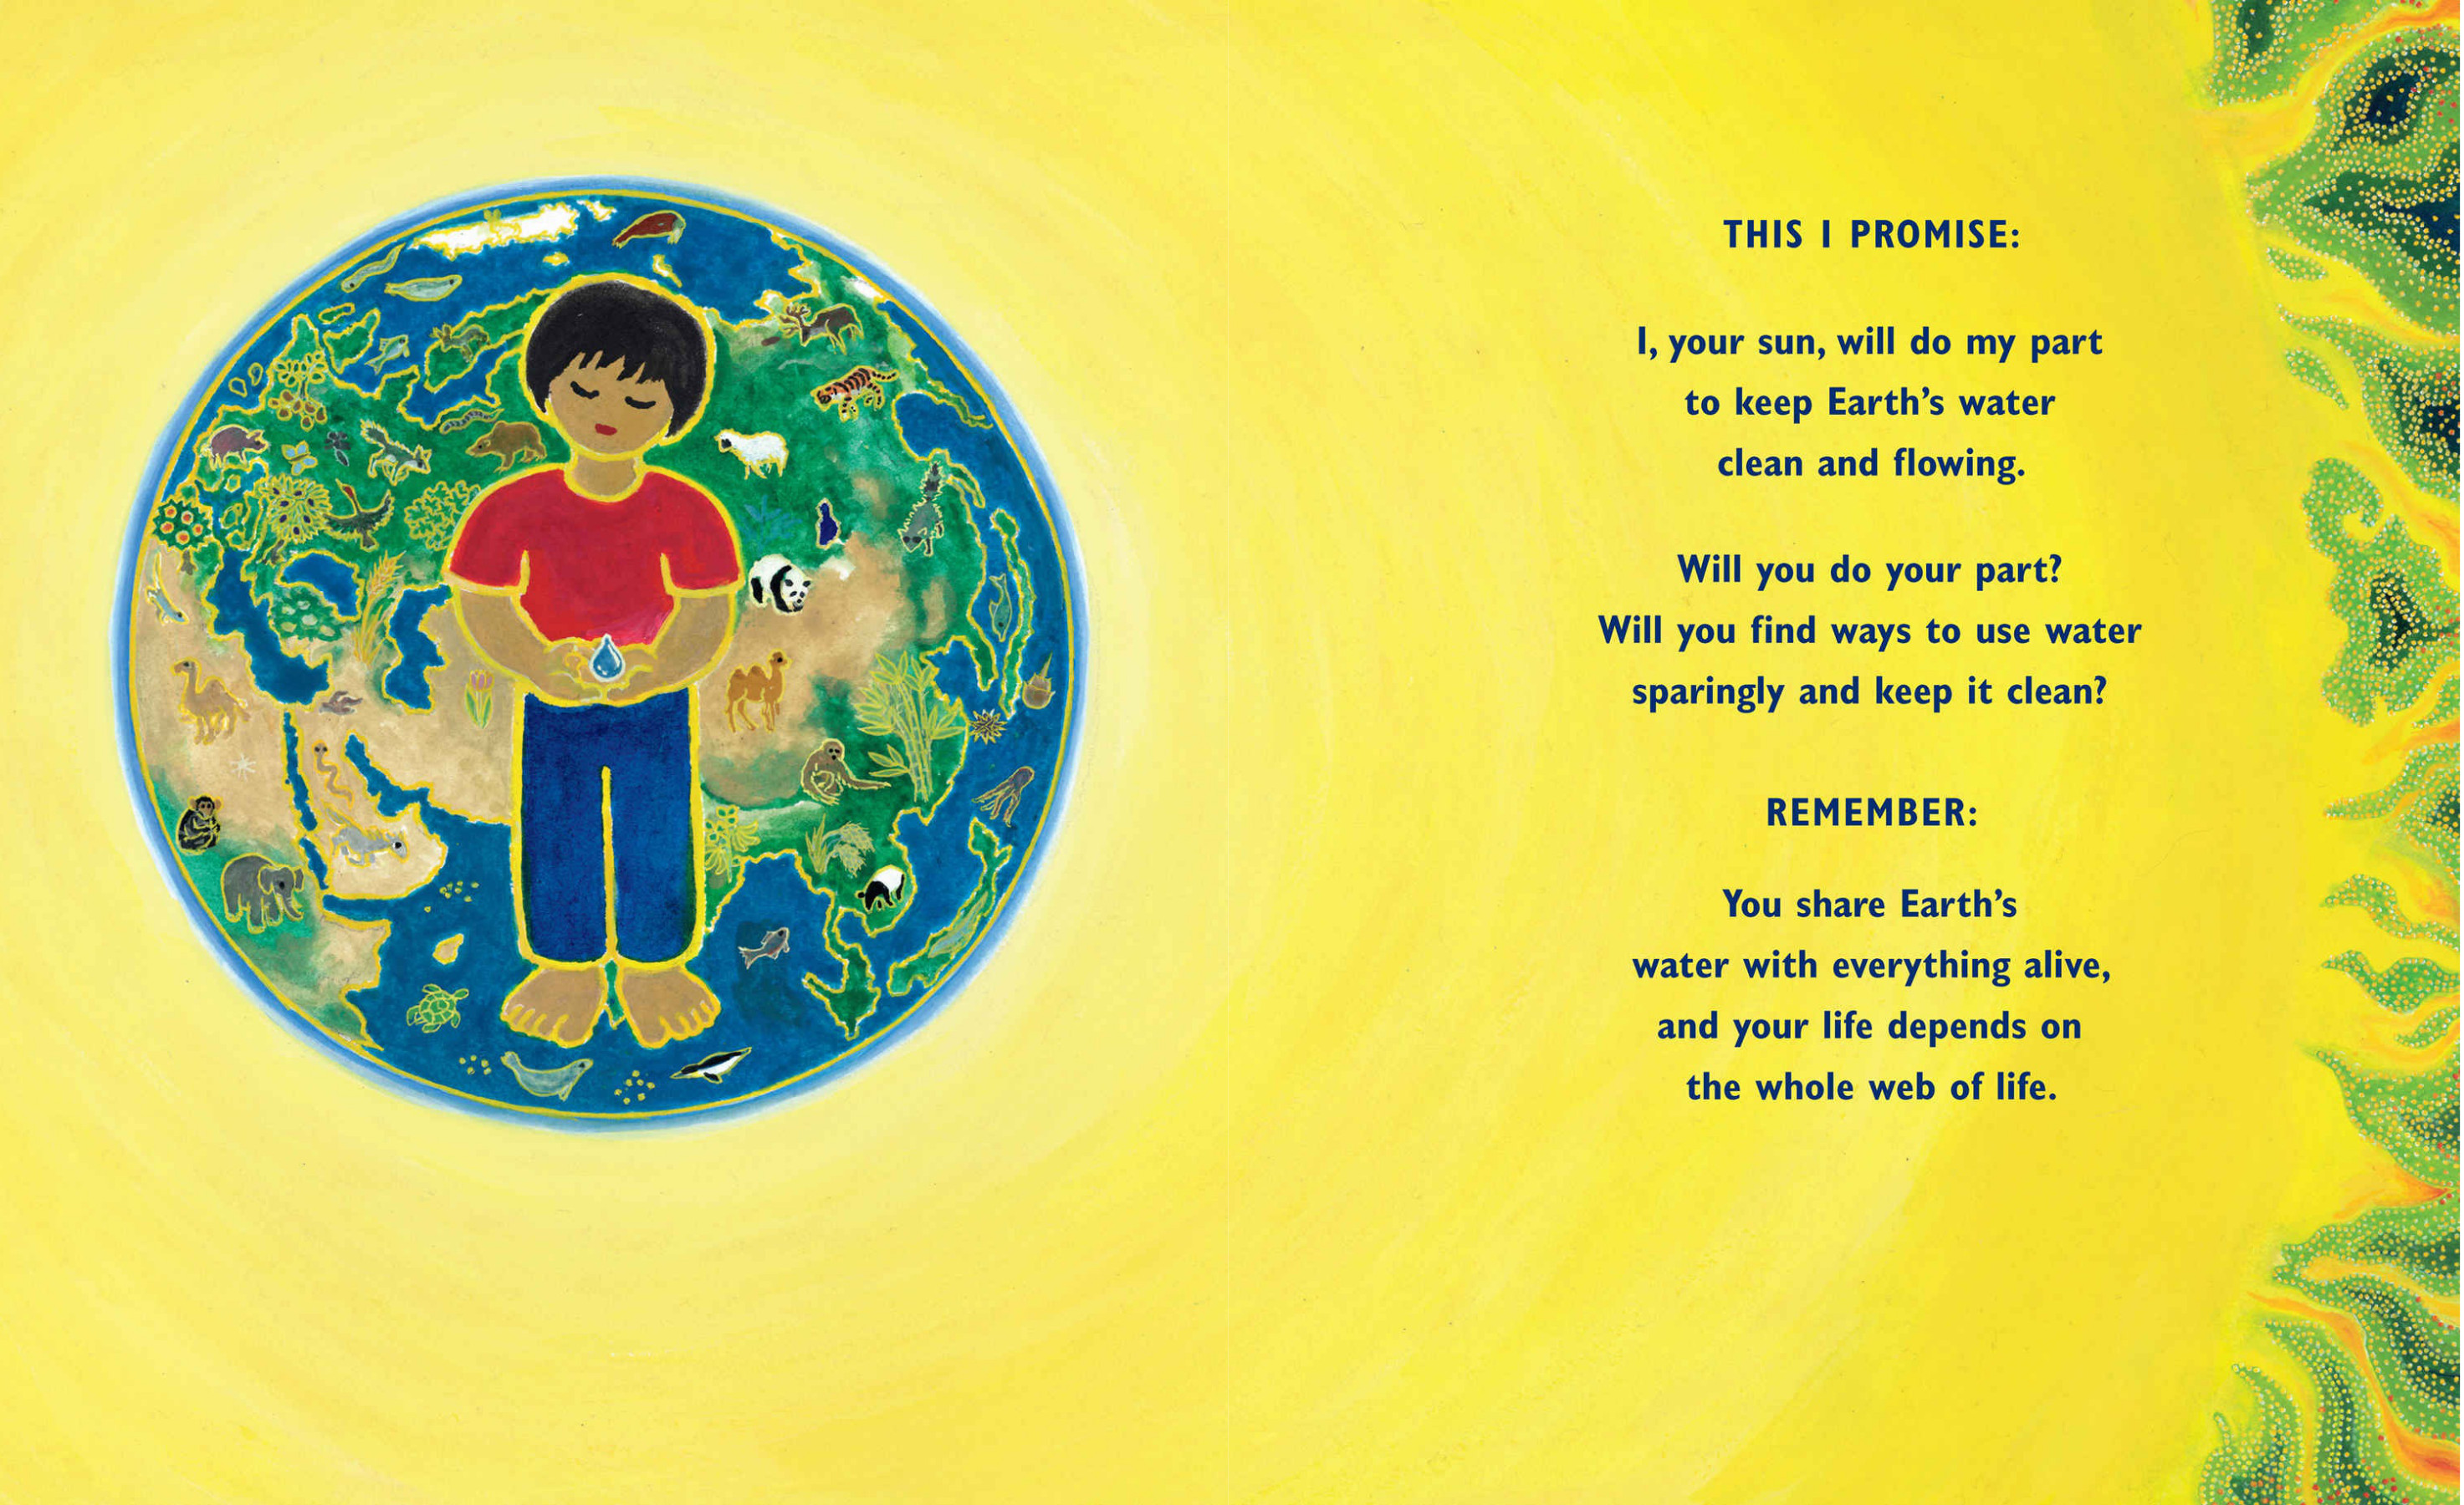 THIS I PROMISE:
I, your sun, will do my part
to keep Earth’s water
clean and flowing.
Will you do your part?
Will you find ways to use water
sparingly and keep it clean?
REMEMBER:
You share Earth’s
water with everything alive,
and your life depends on
the whole web of life.